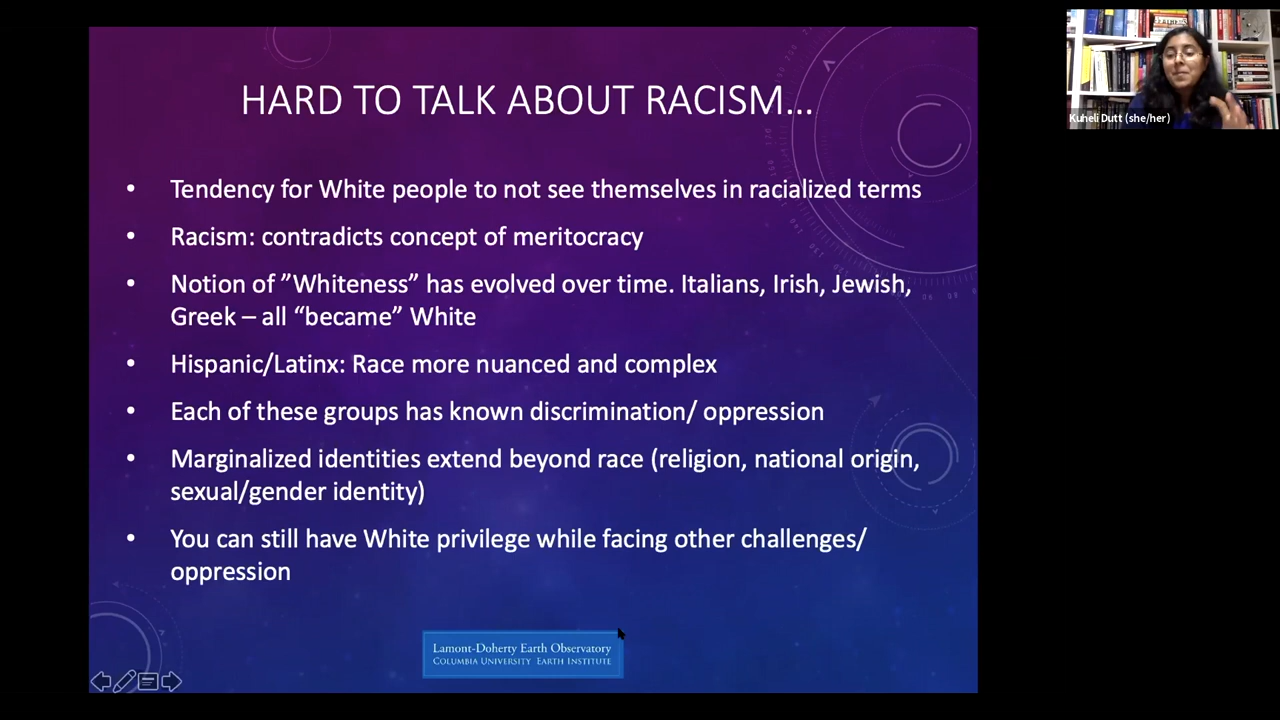 HARD TO TALK ABOUT RACISM...
• Tendency for White people to not see themselves in racialized terms
• Racism: contradicts concept of meritocracy
• Notion of ”Whiteness” has evolved over time. Italians, Irish, Jewish,
Greek – all “became” White
• Hispanic/Latinx: Race more nuanced and complex
• Each of these groups has known discrimination/ oppression
• Marginalized identities extend beyond race (religion, national origin,
sexual/gender identity)
• You can still have White privilege while facing other challenges/
oppression
Lamont-Doherty Earth Observatory
COLUMBIA UNIVERSITY EARTH INSTITUTE
Kuheli Dutt (she/her)